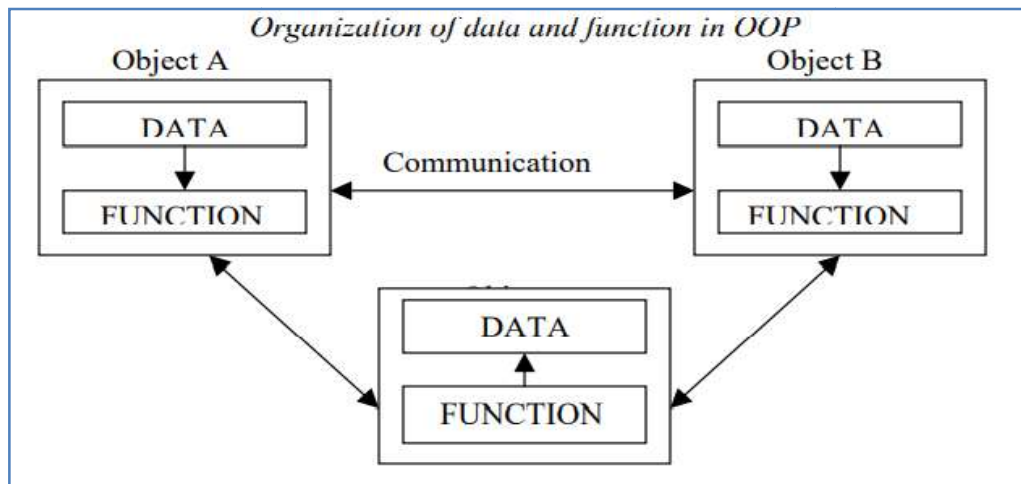 Organization of data and function in OOP
Object A
Object B
DATA
DATA
Communication
FUNCTION
FUNCTION
DATA
FUNCTION